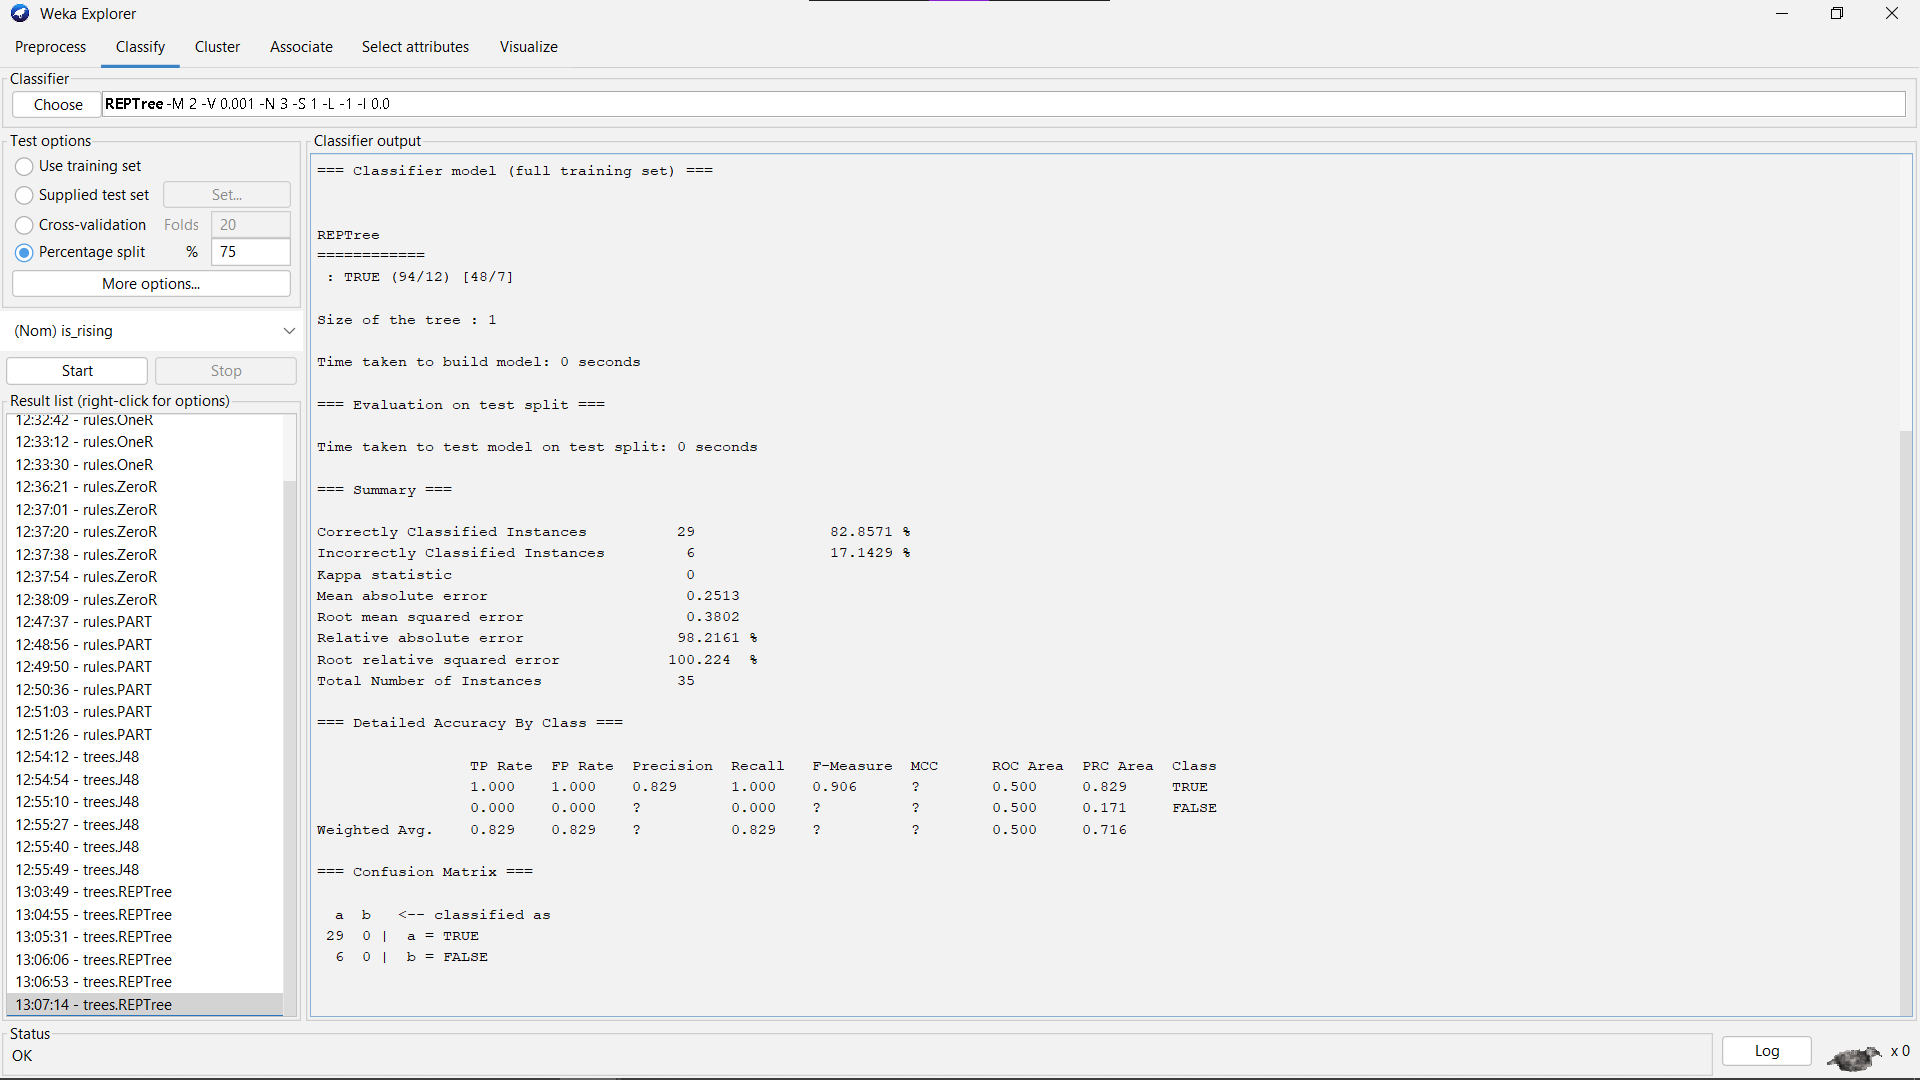 Weka Explorer
Preprocess Classify Cluster Associate Select attributes Visualize
Classifier
Choose REPTree -M 2 -V 0.001 -N 3 -S 1 -L -1 -I 0.0
Test options
Use training set
Supplied test set Set...
Cross-validation Folds 20
Percentage split % 75
More options...
(Nom) is_rising
Start Stop
Result list (right-click for options)
12:32:42 - rules.OneR
12:33:12 - rules.OneR
12:33:30 - rules.OneR
12:36:21 - rules.ZeroR
12:37:01 - rules.ZeroR
12:37:20 - rules.ZeroR
12:37:38 - rules.ZeroR
12:37:54 - rules.ZeroR
12:38:09 - rules.ZeroR
12:47:37 - rules.PART
12:48:56 - rules.PART
12:49:50 - rules.PART
12:50:36 - rules.PART
12:51:03 - rules.PART
12:51:26 - rules.PART
12:54:12 - trees.J48
12:54:54 - trees.J48
12:55:10 - trees.J48
12:55:27 - trees.J48
12:55:40 - trees.J48
12:55:49 - trees.J48
13:03:49 - trees.REPTree
13:04:55 - trees.REPTree
13:05:31 - trees.REPTree
13:06:06 - trees.REPTree
13:06:53 - trees.REPTree
13:07:14 - trees.REPTree
Classifier output
=== Classifier model (full training set) ===
REPTree
============
: TRUE (94/12) [48/7]
Size of the tree : 1
Time taken to build model: 0 seconds
=== Evaluation on test split ===
Time taken to test model on test split: 0 seconds
=== Summary ===
Correctly Classified Instances 29 82.8571 %
Incorrectly Classified Instances 6 17.1429 %
Kappa statistic 0
Mean absolute error 0.2513
Root mean squared error 0.3802
Relative absolute error 98.2161 %
Root relative squared error 100.224 %
Total Number of Instances 35
=== Detailed Accuracy By Class ===
TP Rate FP Rate Precision Recall F-Measure MCC ROC Area PRC Area Class
1.000 1.000 0.829 1.000 0.906 ? 0.500 0.829 TRUE
0.000 0.000 ? 0.000 ? ? 0.500 0.171 FALSE
Weighted Avg. 0.829 0.829 ? 0.829 ? ? 0.500 0.716
=== Confusion Matrix ===
a b <-- classified as
29 0 | a = TRUE
6 0 | b = FALSE
Status
OK
Log x 0